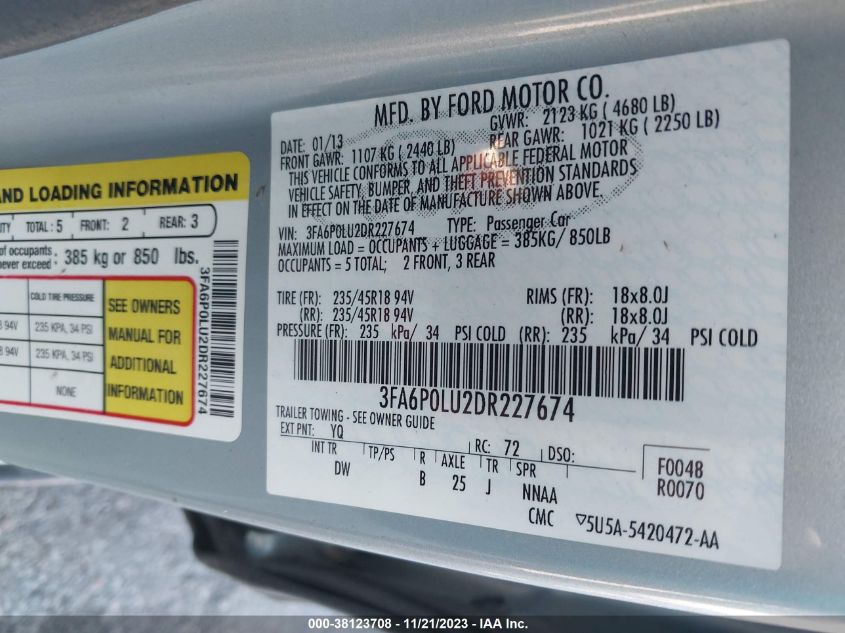 MFD. BY FORD MOTOR CO.
DATE: 01/13 GVWR: 2123 KG ( 4680 LB)
FRONT GAWR: 1107 KG ( 2440 LB) REAR GAWR: 1021 KG ( 2250 LB)
THIS VEHICLE CONFORMS TO ALL APPLICABLE FEDERAL MOTOR
VEHICLE SAFETY, BUMPER, AND THEFT PREVENTION STANDARDS
IN EFFECT ON THE DATE OF MANUFACTURE SHOWN ABOVE.
VIN: 3FA6P0LU2DR227674 TYPE: Passenger Car
MAXIMUM LOAD = OCCUPANTS + LUGGAGE = 385KG/ 850LB
OCCUPANTS = 5 TOTAL; 2 FRONT, 3 REAR
TIRE (FR): 235/45R18 94V RIMS (FR): 18x8.0J
(RR): 235/45R18 94V (RR): 18x8.0J
PRESSURE (FR): 235 kPa/ 34 PSI COLD (RR): 235 kPa/ 34 PSI COLD
3FA6P0LU2DR227674
TRAILER TOWING - SEE OWNER GUIDE
EXT PNT: YQ RC: 72 DSO:
INT TR TP/PS R AXLE TR SPR
DW B 25 J NNAA
CMC
F0048
R0070
▽5U5A-5420472-AA
AND LOADING INFORMATION
TOTAL : 5 FRONT: 2 REAR: 3
of occupants
never exceed : 385 kg or 850 lbs.
COLD TIRE PRESSURE
94V 235 KPA, 34 PSI
94V 235 KPA, 34 PSI
NONE
SEE OWNERS
MANUAL FOR
ADDITIONAL
INFORMATION
3FA6P0LU2DR227674
000-38123708 - 11/21/2023 - www.iaai.com